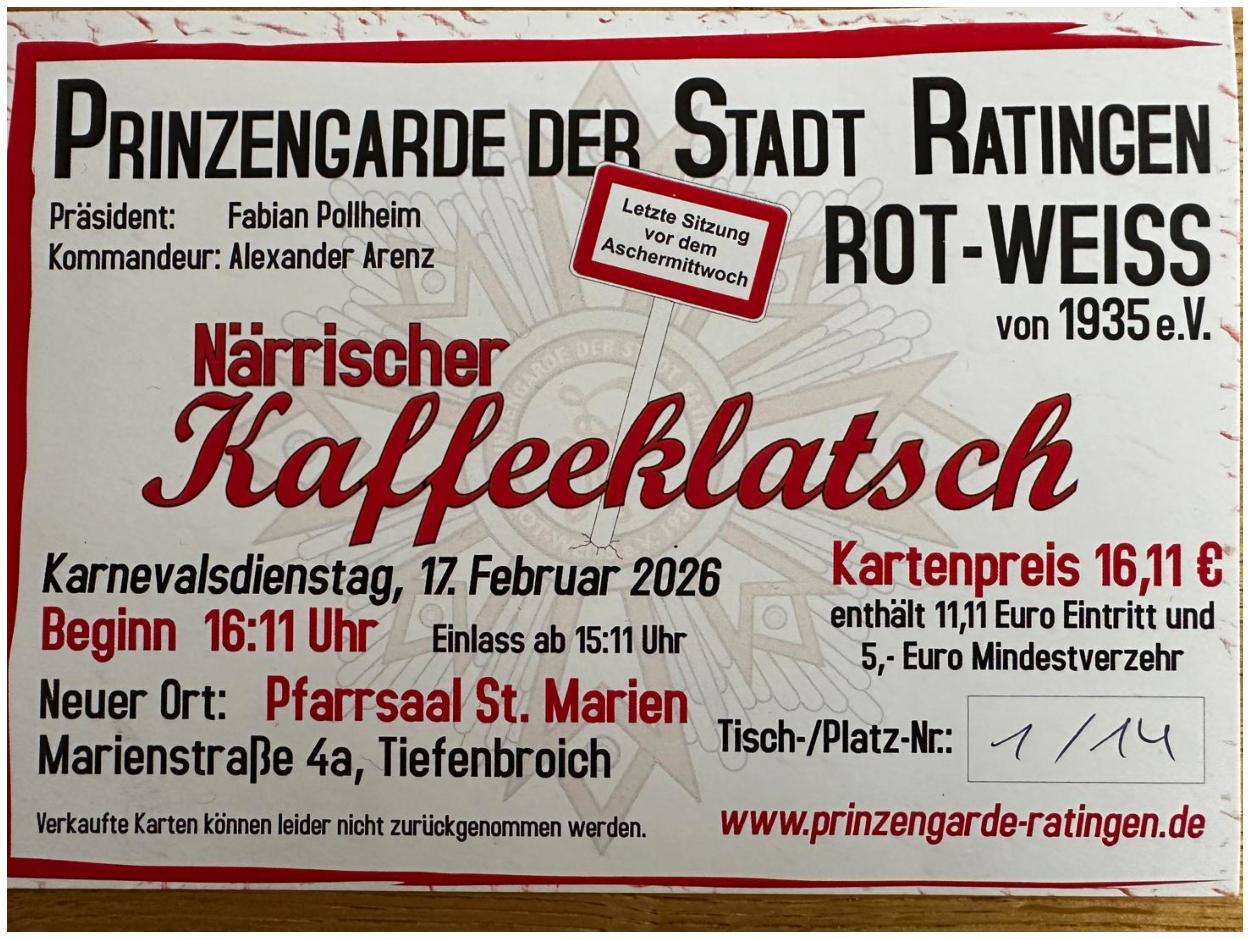 Prinzengarde der Stadt Ratingen
Präsident: Fabian Pollheim
Kommandeur: Alexander Arenz
Letzte Sitzung
vor dem
Aschermittwoch
ROT-WEISS
von 1935 e.V.
Närrischer
Kaffeeklatsch
Karnevalsdienstag, 17. Februar 2026
Beginn 16:11 Uhr Einlass ab 15:11 Uhr
Neuer Ort: Pfarrsaal St. Marien
Marienstraße 4a, Tiefenbroich
Verkaufte Karten können leider nicht zurückgenommen werden.
Kartenpreis 16,11 €
enthält 11,11 Euro Eintritt und
5,- Euro Mindestverzehr
Tisch-/Platz-Nr.: 1/14
www.prinzengarde-ratingen.de